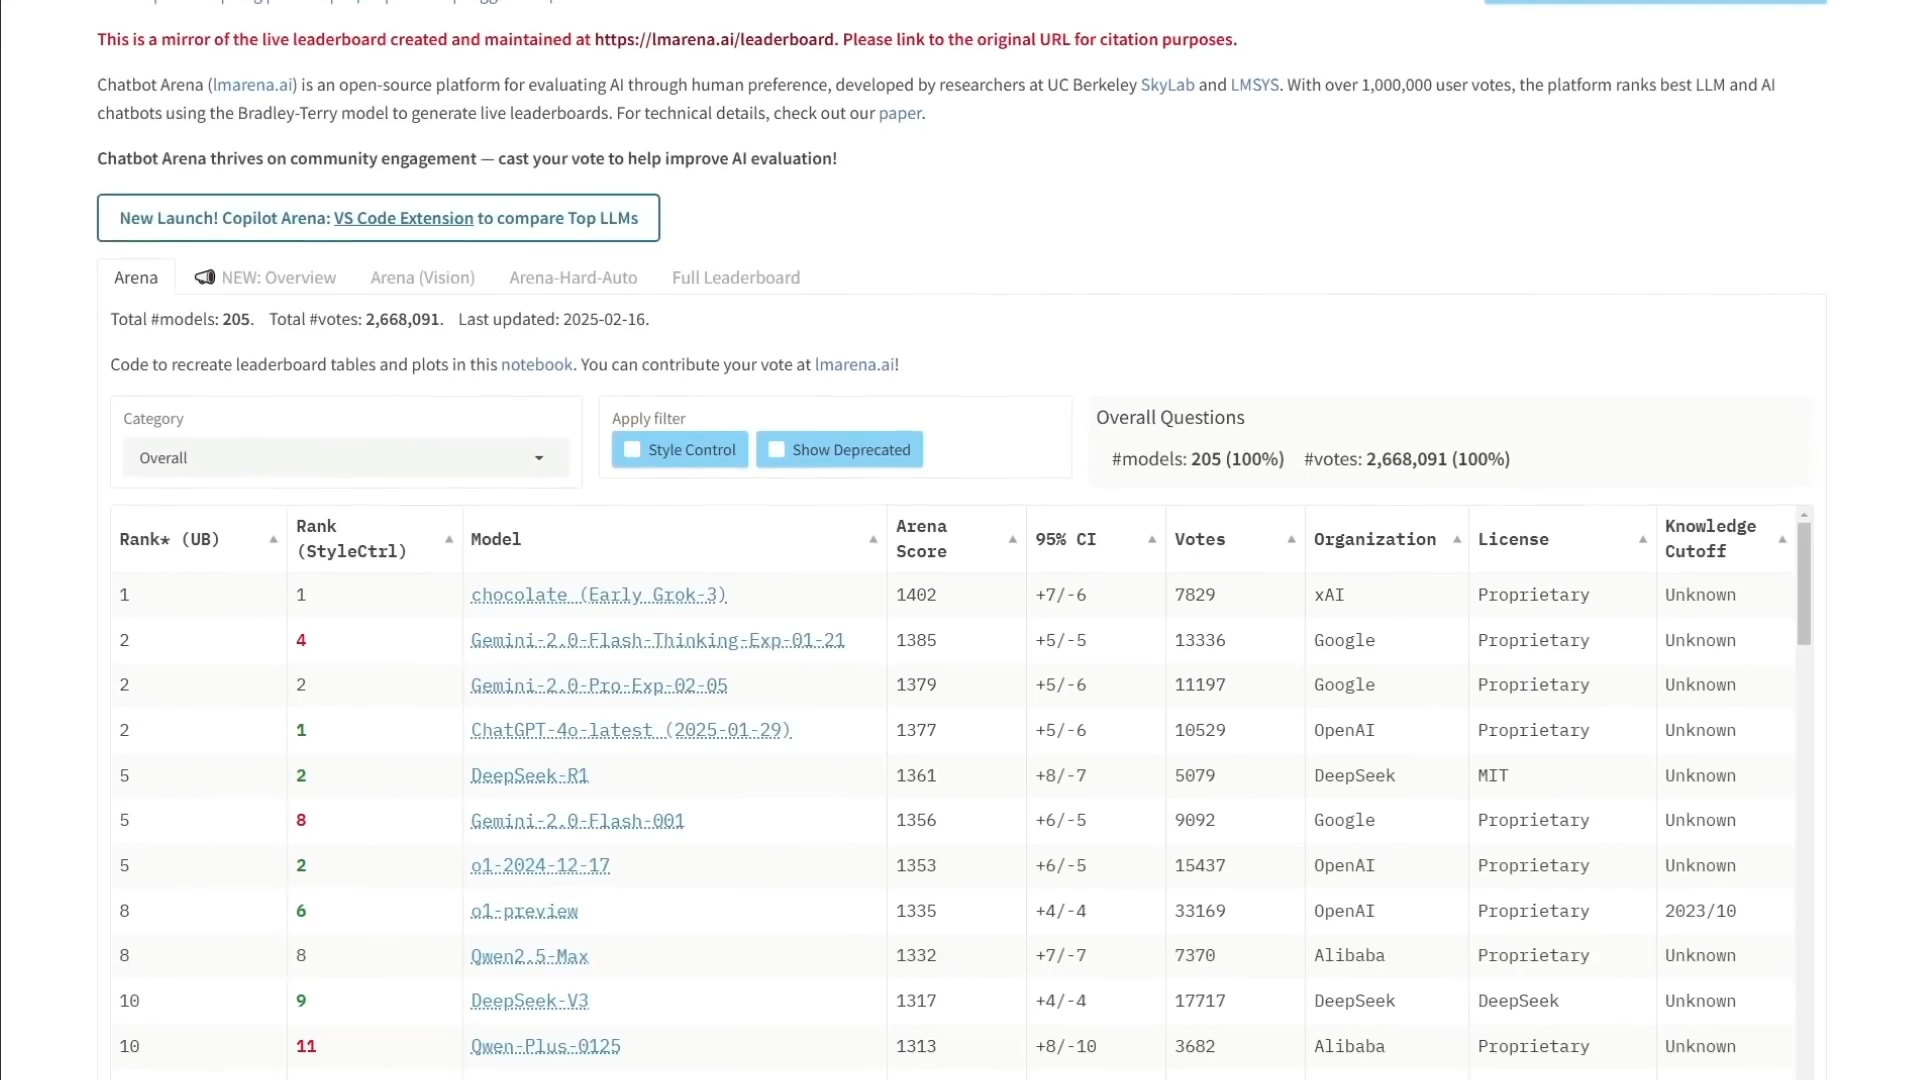 This is a mirror of the live leaderboard created and maintained at https://lmarena.ai/leaderboard. Please link to the original URL for citation purposes.
Chatbot Arena (lmarena.ai) is an open-source platform for evaluating AI through human preference, developed by researchers at UC Berkeley SkyLab and LMSYS. With over 1,000,000 user votes, the platform ranks best LLM and AI
chatbots using the Bradley-Terry model to generate live leaderboards. For technical details, check out our paper.
Chatbot Arena thrives on community engagement — cast your vote to help improve AI evaluation!
New Launch! Copilot Arena: VS Code Extension to compare Top LLMs
Arena NEW: Overview Arena (Vision) Arena-Hard-Auto Full Leaderboard
Total #models: 205. Total #votes: 2,668,091. Last updated: 2025-02-16.
Code to recreate leaderboard tables and plots in this notebook. You can contribute your vote at lmarena.ai!
Category
Overall
Apply filter
Style Control Show Deprecated
Overall Questions
#models: 205 (100%) #votes: 2,668,091 (100%)
Rank* (UB) Rank (StyleCtrl) Model Arena Score 95% CI Votes Organization License Knowledge Cutoff
1 1 chocolate (Early Grok-3) 1402 +7/-6 7829 xAI Proprietary Unknown
2 4 Gemini-2.0-Flash-Thinking-Exp-01-21 1385 +5/-5 13336 Google Proprietary Unknown
2 2 Gemini-2.0-Pro-Exp-02-05 1379 +5/-6 11197 Google Proprietary Unknown
2 1 ChatGPT-4o-latest (2025-01-29) 1377 +5/-6 10529 OpenAI Proprietary Unknown
5 2 DeepSeek-R1 1361 +8/-7 5079 DeepSeek MIT Unknown
5 8 Gemini-2.0-Flash-001 1356 +6/-5 9092 Google Proprietary Unknown
5 2 o1-2024-12-17 1353 +6/-5 15437 OpenAI Proprietary Unknown
8 6 o1-preview 1335 +4/-4 33169 OpenAI Proprietary 2023/10
8 8 Qwen2.5-Max 1332 +7/-7 7370 Alibaba Proprietary Unknown
10 9 DeepSeek-V3 1317 +4/-4 17717 DeepSeek DeepSeek Unknown
10 11 Qwen-Plus-0125 1313 +8/-10 3682 Alibaba Proprietary Unknown